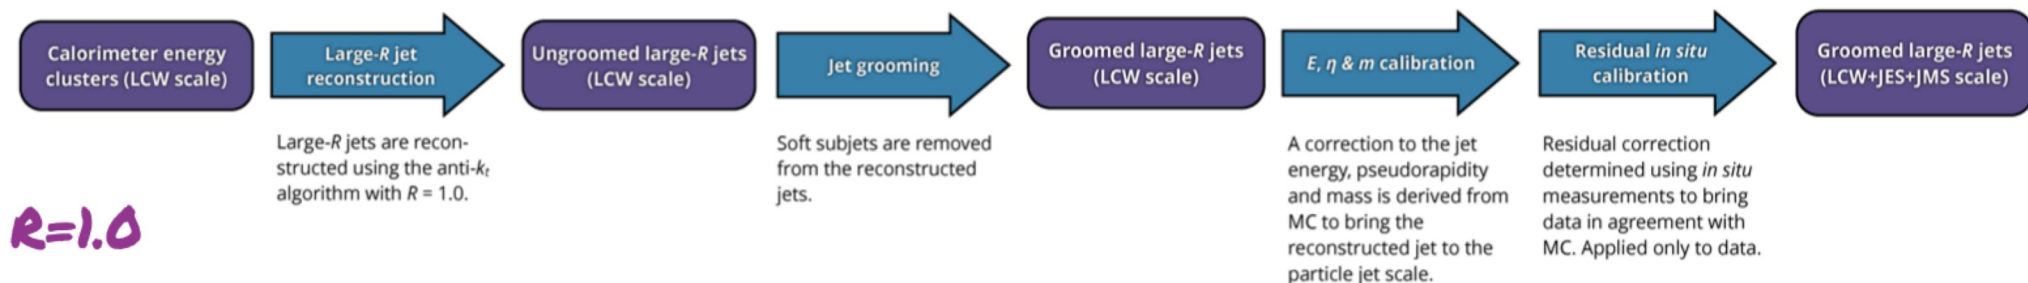 Calorimeter energy
clusters (LCW scale)
Large-R jet
reconstruction
Large-R jets are recon-
structed using the anti-kₜ
algorithm with R = 1.0.
Ungroomed large-R jets
(LCW scale)
Jet grooming
Soft subjets are removed
from the reconstructed
jets.
Groomed large-R jets
(LCW scale)
E, η & m calibration
A correction to the jet
energy, pseudorapidity
and mass is derived from
MC to bring the
reconstructed jet to the
particle jet scale.
Residual in situ
calibration
Residual correction
determined using in situ
measurements to bring
data in agreement with
MC. Applied only to data.
Groomed large-R jets
(LCW+JES+JMS scale)
R=1.0